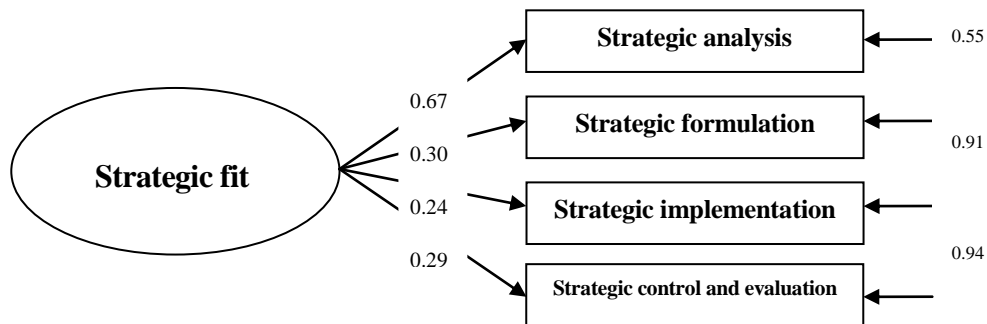 Strategic analysis
0.55
0.67
Strategic formulation
0.91
0.30
Strategic fit
0.24
Strategic implementation
0.94
0.29
Strategic control and evaluation